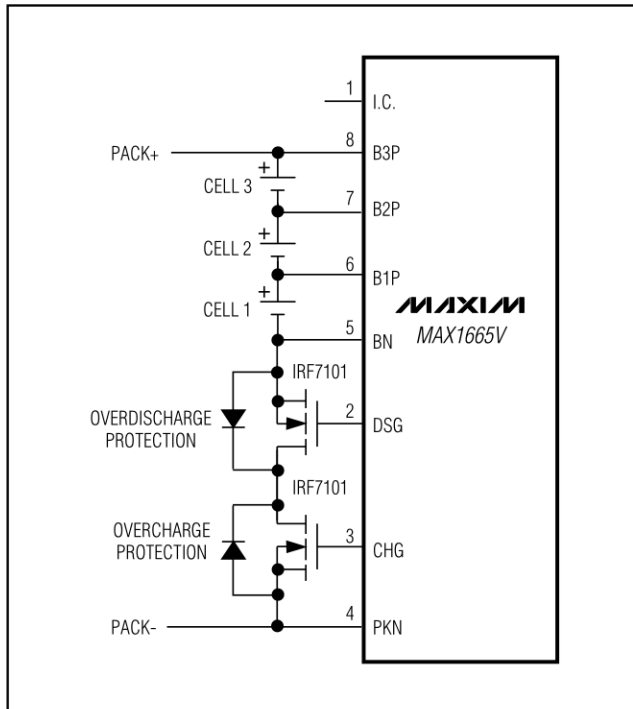 1
I.C.
PACK+
8
B3P
+
CELL 3
7
B2P
+
CELL 2
6
B1P
+
CELL 1
MAXIM
MAX1665V
5
BN
IRF7101
OVERDISCHARGE
PROTECTION
2
DSG
IRF7101
OVERCHARGE
PROTECTION
3
CHG
PACK-
4
PKN